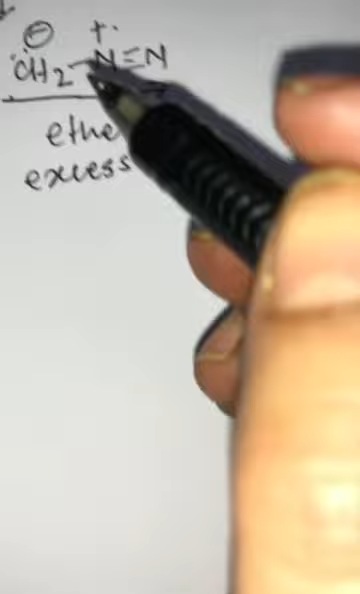 ⊖ +
:CH2-N=N
ethe
excess